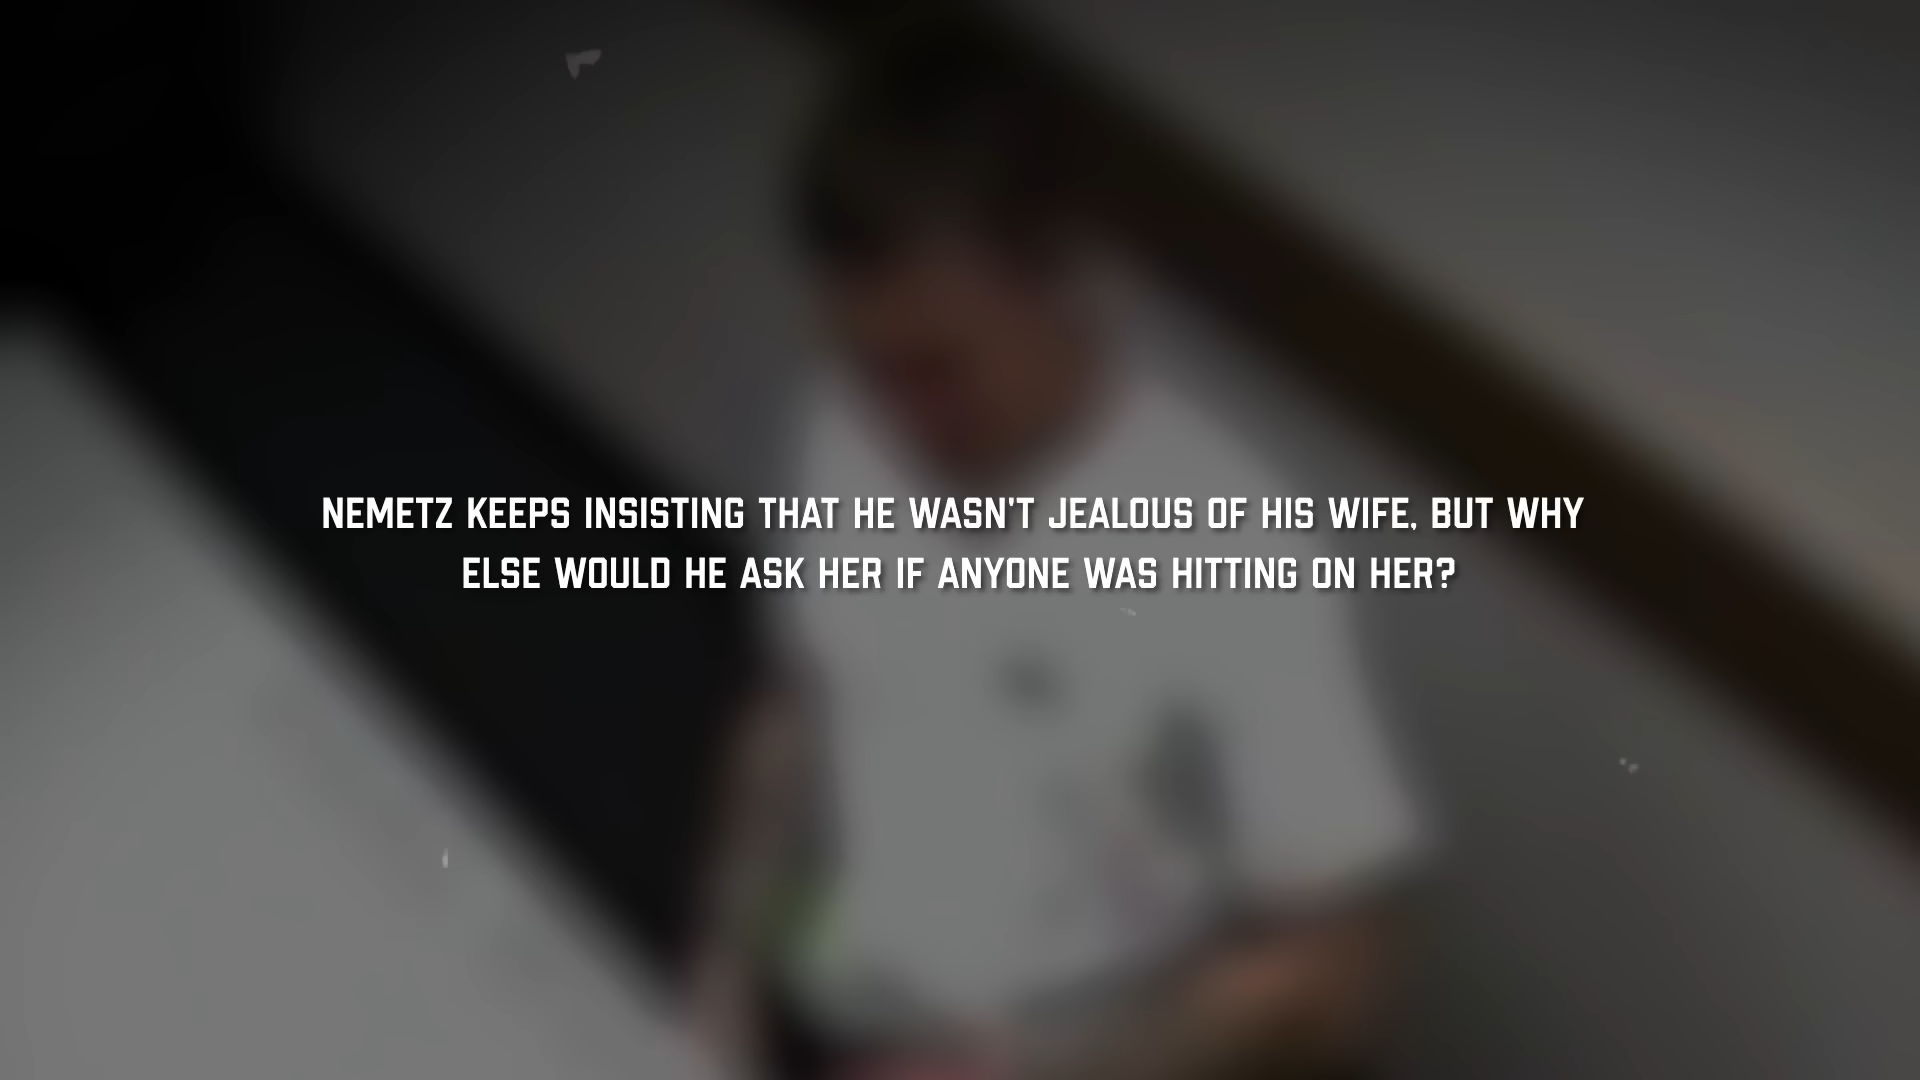 NEMETZ KEEPS INSISTING THAT HE WASN'T JEALOUS OF HIS WIFE, BUT WHY
ELSE WOULD HE ASK HER IF ANYONE WAS HITTING ON HER?